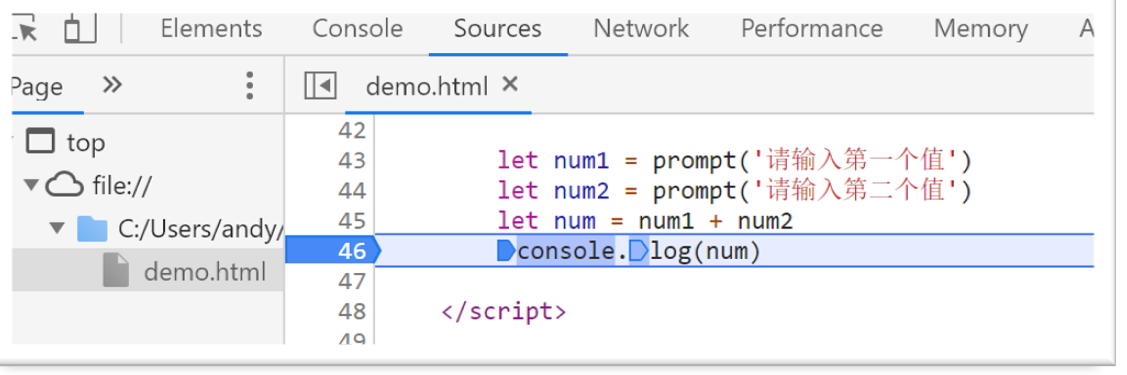 Elements Console Sources Network Performance Memory A
Page demo.html
top
file://
C:/Users/andy/
demo.html
42
43 let num1 = prompt('请输入第一个值')
44 let num2 = prompt('请输入第二个值')
45 let num = num1 + num2
46 console.log(num)
47
48 </script>
49